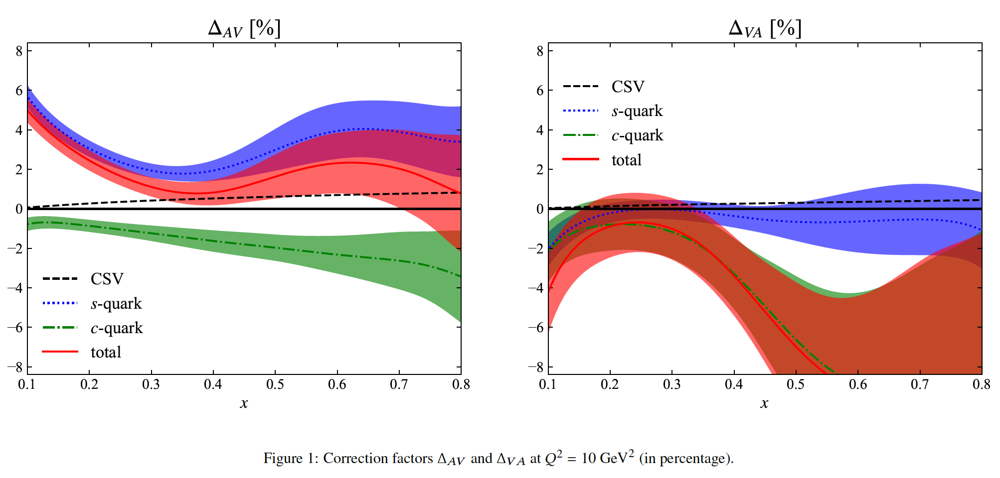 Δ_AV [%]
8
6
4
2
0
−2
−4
−6
−8
CSV
s-quark
c-quark
total
0.1 0.2 0.3 0.4 0.5 0.6 0.7 0.8
x
Δ_VA [%]
8
6
4
2
0
−2
−4
−6
−8
CSV
s-quark
c-quark
total
0.1 0.2 0.3 0.4 0.5 0.6 0.7 0.8
x
Figure 1: Correction factors Δ_AV and Δ_VA at Q² = 10 GeV² (in percentage).